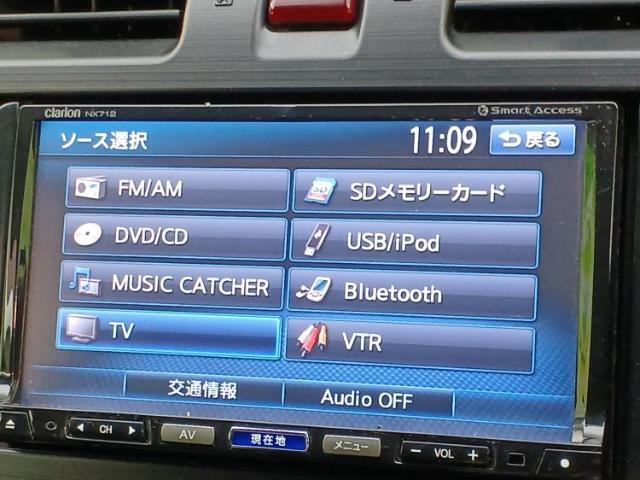 clarion NX712
Smart Access
ソース選択
11:09
戻る
FM/AM
SDメモリーカード
DVD/CD
USB/iPod
MUSIC CATCHER
Bluetooth
TV
VTR
交通情報
Audio OFF
CH
AV
現在地
メニュー
− VOL +